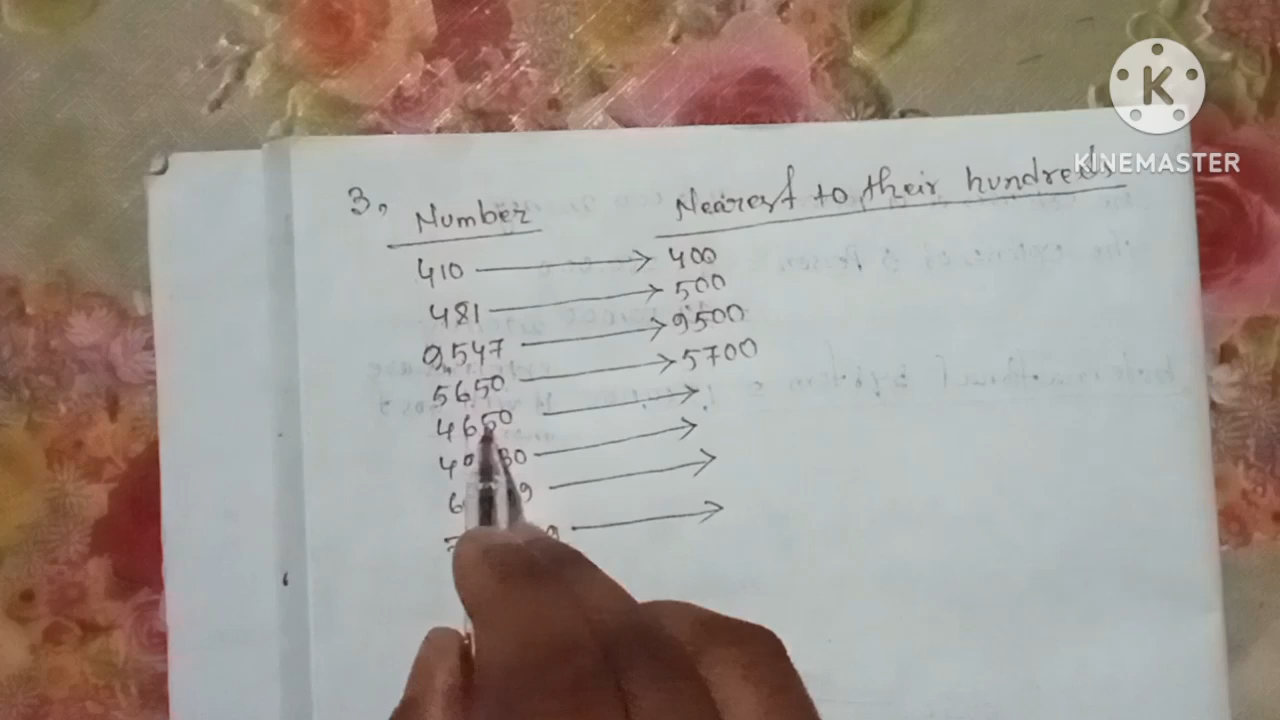 KINEMASTER
3. Number Nearest to their hundreds
410 → 400
481 → 500
9,547 → 9500
5650 → 5700
4650 →
→
→
→